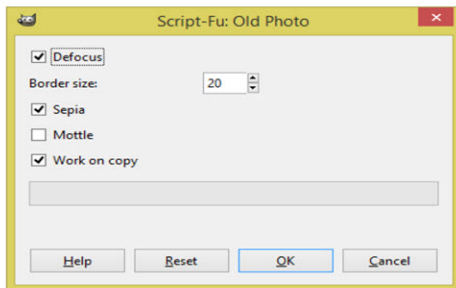 Script-Fu: Old Photo
Defocus
Border size: 20
Sepia
Mottle
Work on copy
Help Reset OK Cancel